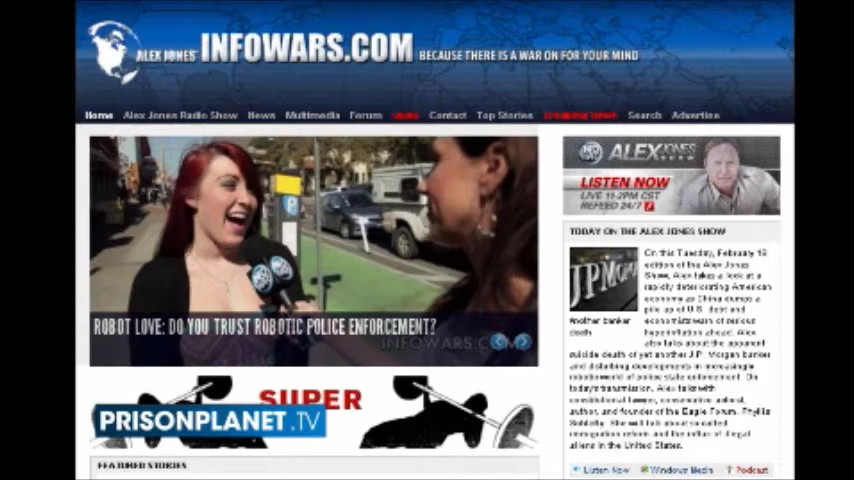 ALEX JONES' INFOWARS.COM BECAUSE THERE IS A WAR ON FOR YOUR MIND
Home Alex Jones Radio Show News Multimedia Forum Contact Top Stories Search Advertise
ROBOT LOVE: DO YOU TRUST ROBOTIC POLICE ENFORCEMENT?
INFOWARS.COM
SUPER
PRISONPLANET.TV
FEATURED STORIES
ALEX JONES
SHOW
LISTEN NOW
LIVE 11-2PM CST
REFEED 24/7
TODAY ON THE ALEX JONES SHOW
JPMORG
Another banker
death
On this Tuesday, February 18
edition of the Alex Jones
Show, Alex takes a look at a
rapidly deteriorating American
economy as China dumps a
pile up of U.S. debt and
economists warn of serious
hyperinflation ahead. Alex
also talks about the apparent
suicide death of yet another J.P. Morgan banker
and disturbing developments in increasingly
of police state enforcement. On
today's transmission, Alex talks with
constitutional lawyer, conservative activist,
author, and founder of the Eagle Forum, Phyllis
Schlafly. She will talk about so-called
immigration reform and the influx of illegal
aliens in the United States.
Listen Now Windows Media Podcast